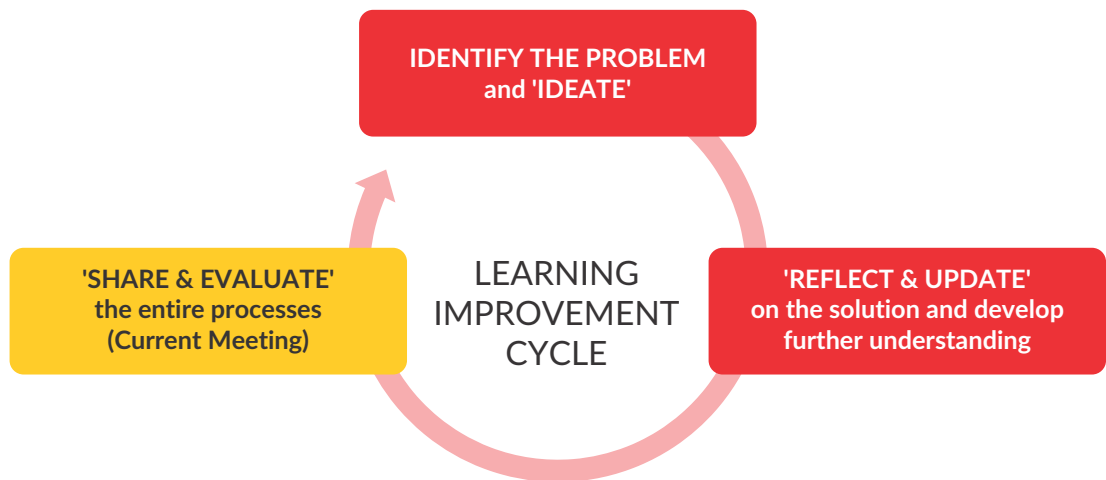 IDENTIFY THE PROBLEM
and 'IDEATE'
'SHARE & EVALUATE'
the entire processes
(Current Meeting)
LEARNING
IMPROVEMENT
CYCLE
'REFLECT & UPDATE'
on the solution and develop
further understanding